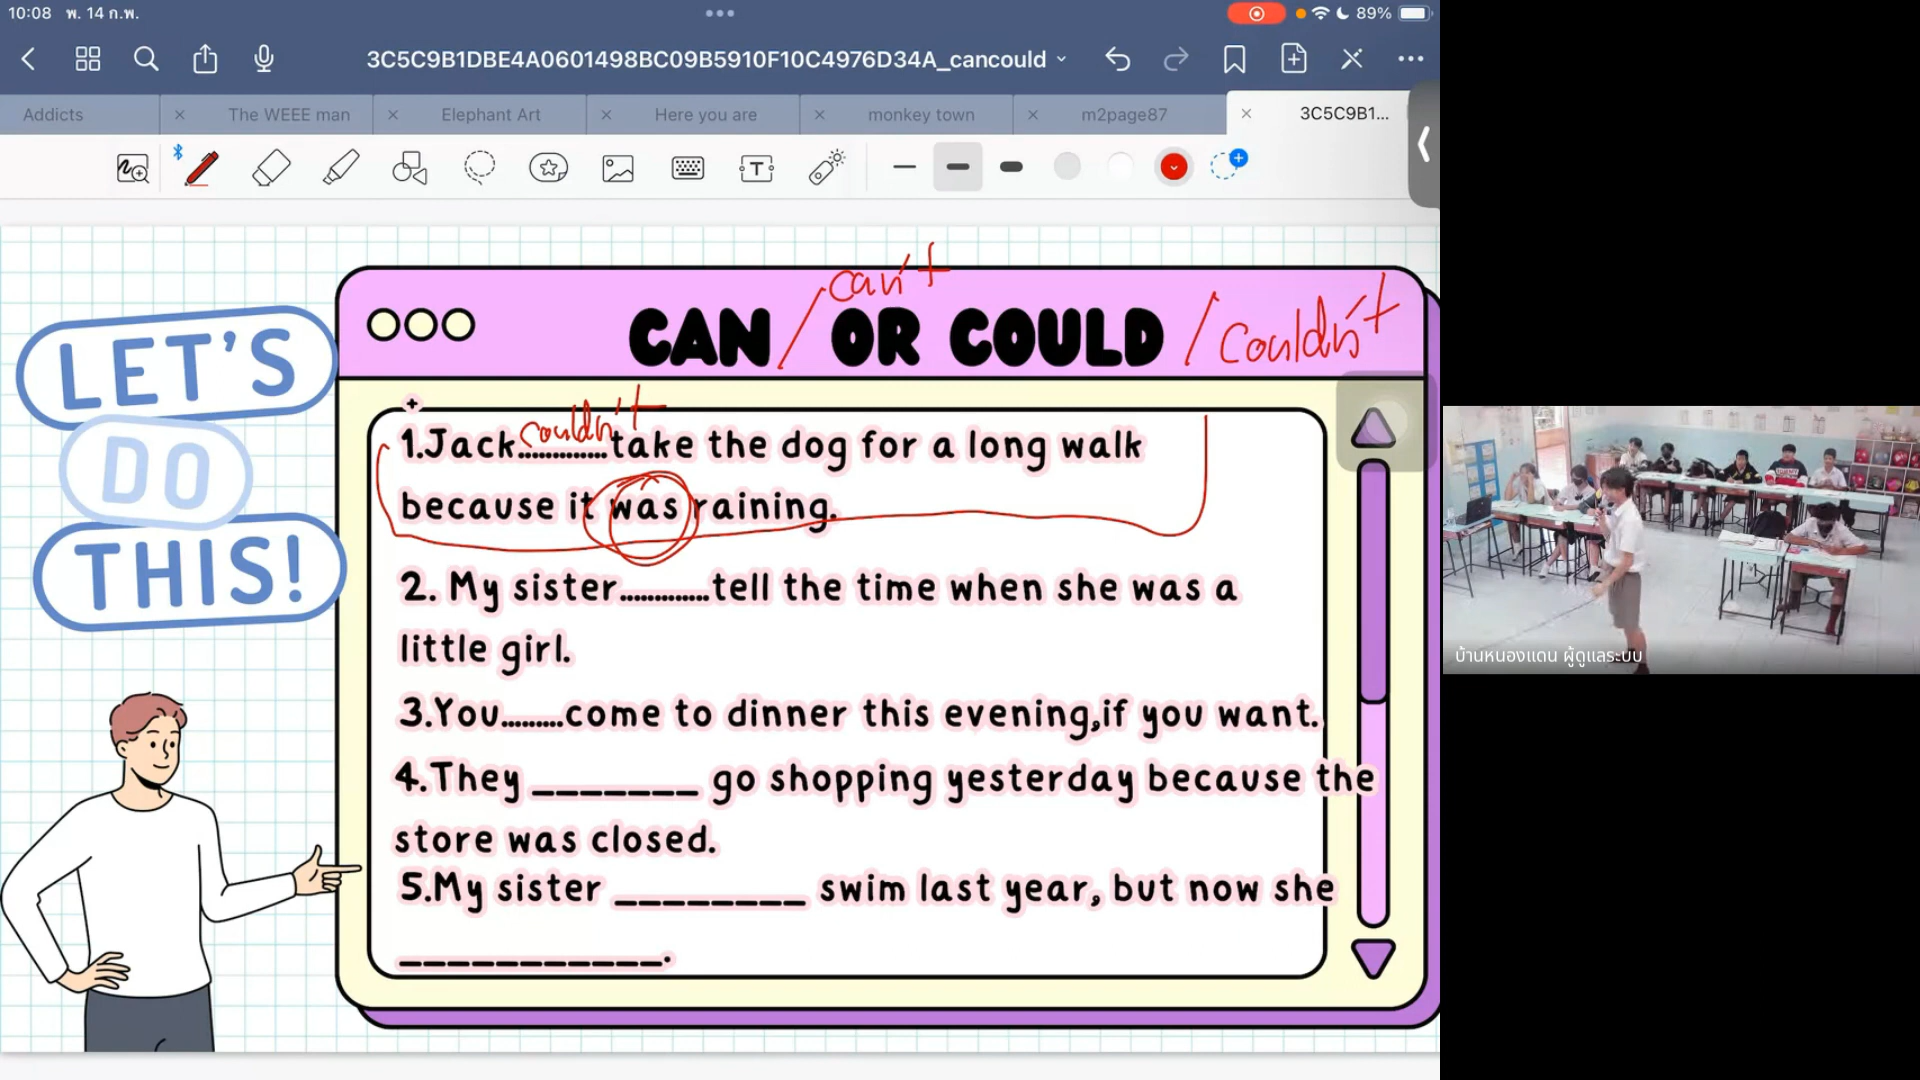 10:08 พ. 14 ก.พ.
89%
3C5C9B1DBE4A0601498BC09B5910F10C4976D34A_cancould
Addicts
The WEEE man
Elephant Art
Here you are
monkey town
m2page87
3C5C9B1...
LET'S
DO
THIS!
can't
CAN / OR COULD / Couldn't
couldn't
1.Jack.............take the dog for a long walk
because it was raining.
2. My sister.............tell the time when she was a
little girl.
3.You.........come to dinner this evening,if you want.
4.They _______ go shopping yesterday because the
store was closed.
5.My sister ________ swim last year, but now she
___________.
บ้านหนองแดน ผู้ดูแลระบบ